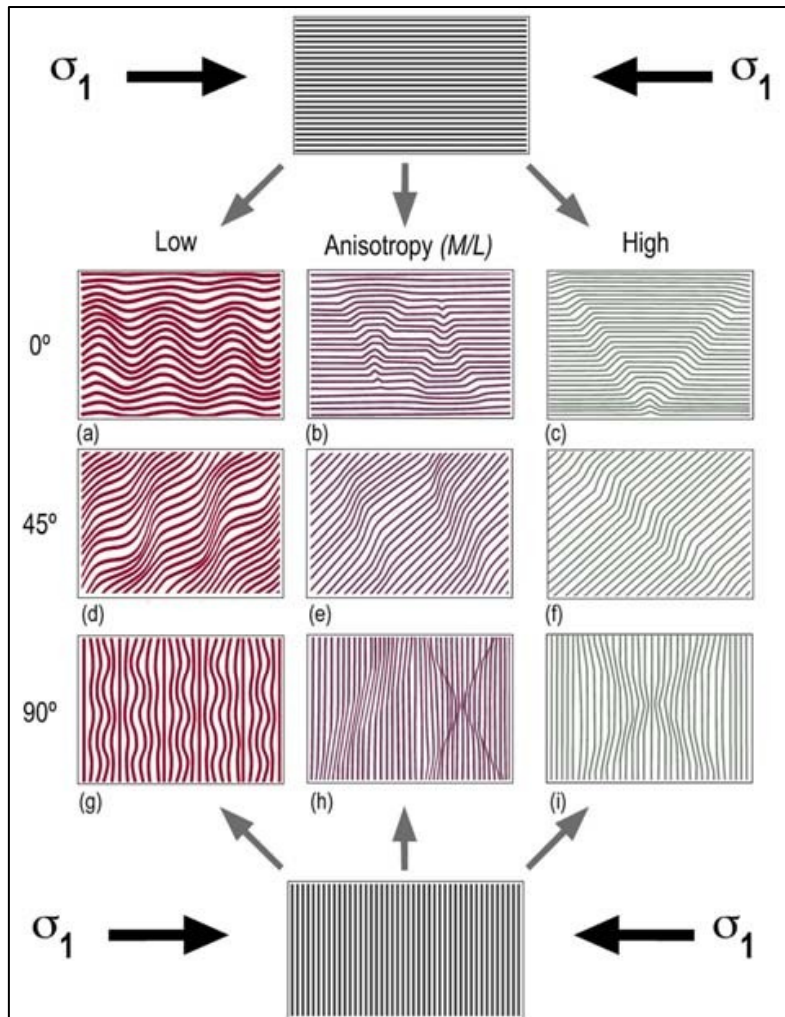 σ1 σ1
Low Anisotropy (M/L) High
0º
(a) (b) (c)
45º
(d) (e) (f)
90º
(g) (h) (i)
σ1 σ1